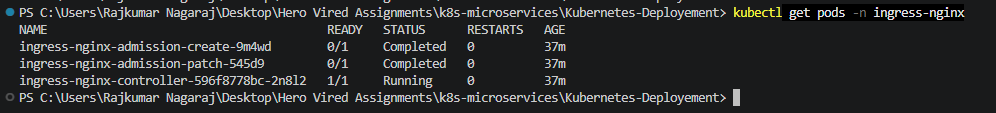 PS C:\Users\Rajkumar Nagaraj\Desktop\Hero Vired Assignments\k8s-microservices\Kubernetes-Deployement> kubectl get pods -n ingress-nginx
NAME READY STATUS RESTARTS AGE
ingress-nginx-admission-create-9m4wd 0/1 Completed 0 37m
ingress-nginx-admission-patch-545d9 0/1 Completed 0 37m
ingress-nginx-controller-596f8778bc-2n8l2 1/1 Running 0 37m
PS C:\Users\Rajkumar Nagaraj\Desktop\Hero Vired Assignments\k8s-microservices\Kubernetes-Deployement>